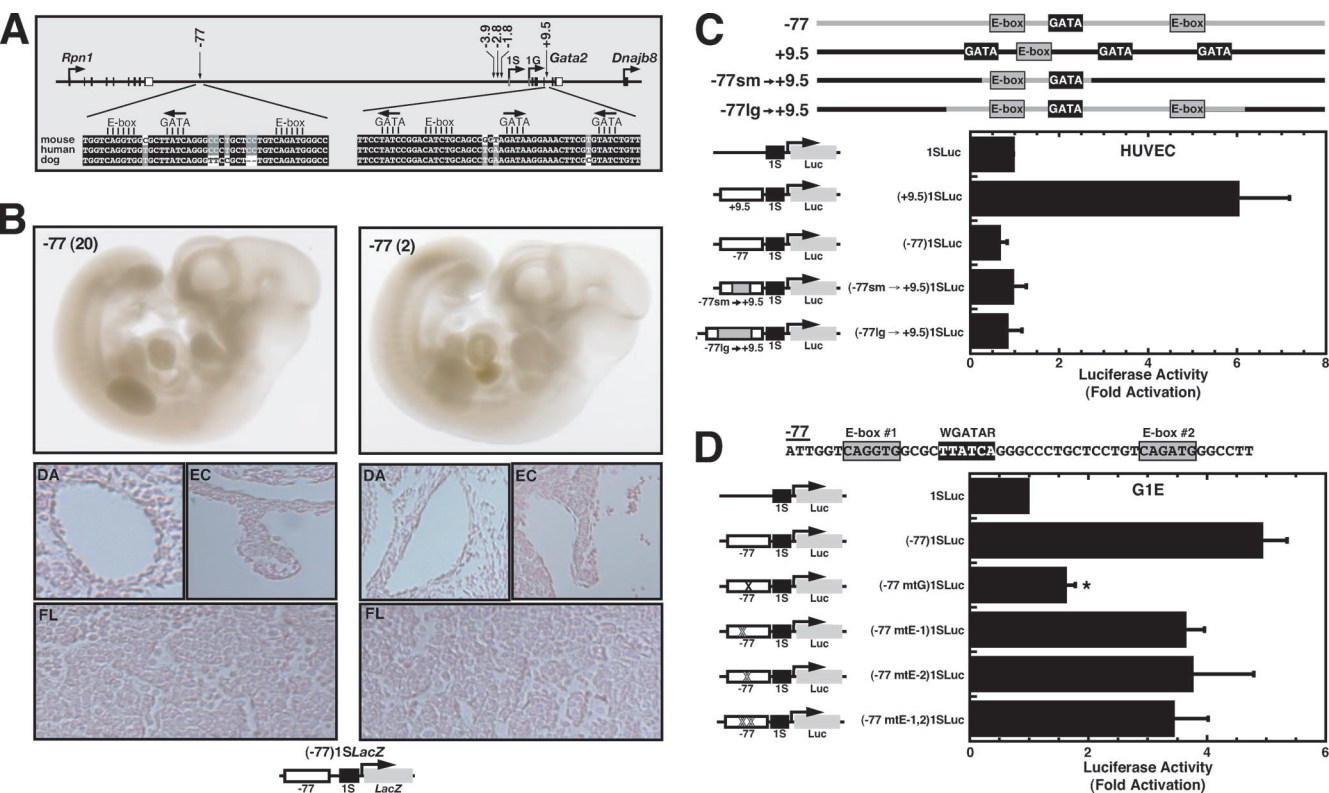 A
Rpn1
-77
-3.9
-2.8
-1.8
+9.5
1S
1G
Gata2
Dnajb8
E-box GATA E-box
GATA E-box GATA GATA
mouse
human
dog
B
-77 (20)
-77 (2)
DA
EC
DA
EC
FL
FL
(-77)1SLacZ
-77 1S LacZ
C
-77 E-box GATA E-box
+9.5 GATA E-box GATA GATA
-77sm→+9.5 E-box GATA
-77lg→+9.5 E-box GATA E-box
HUVEC
1S Luc 1SLuc
+9.5 1S Luc (+9.5)1SLuc
-77 1S Luc (-77)1SLuc
-77sm→+9.5 1S Luc (-77sm → +9.5)1SLuc
-77lg→+9.5 1S Luc (-77lg → +9.5)1SLuc
0 2 4 6 8
Luciferase Activity
(Fold Activation)
D
-77 E-box #1 WGATAR E-box #2
ATTGGTCAGGTGGCGCTTATCAGGGCCCTGCTCCTGTCAGATGGGCCTT
G1E
1S Luc 1SLuc
-77 1S Luc (-77)1SLuc
X -77 1S Luc (-77 mtG)1SLuc *
X -77 1S Luc (-77 mtE-1)1SLuc
X -77 1S Luc (-77 mtE-2)1SLuc
XX -77 1S Luc (-77 mtE-1,2)1SLuc
0 2 4 6
Luciferase Activity
(Fold Activation)